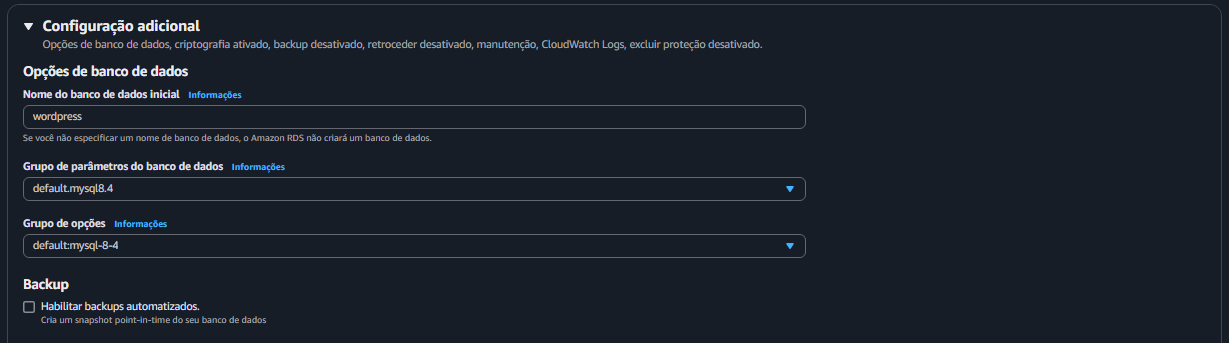 Configuração adicional
Opções de banco de dados, criptografia ativado, backup desativado, retroceder desativado, manutenção, CloudWatch Logs, excluir proteção desativado.
Opções de banco de dados
Nome do banco de dados inicial Informações
wordpress
Se você não especificar um nome de banco de dados, o Amazon RDS não criará um banco de dados.
Grupo de parâmetros do banco de dados Informações
default.mysql8.4
Grupo de opções Informações
default:mysql-8-4
Backup
Habilitar backups automatizados.
Cria um snapshot point-in-time do seu banco de dados